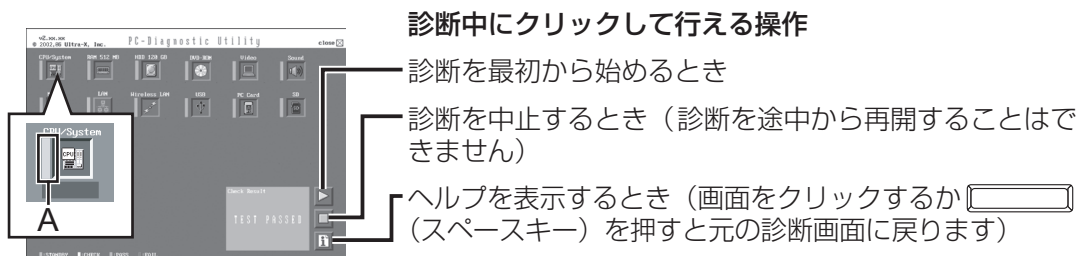 診断中にクリックして行える操作
v2.xx.xx
© 2002,06 Ultra-X, Inc.
PC-Diagnostic Utility
close
CPU/System
RAM 512 MB
HDD 120 GB
DVD-ROM
Video
Sound
LAN
Wireless LAN
USB
PC Card
SD
CPU/System
CPU
A
Check Result
TEST PASSED
診断を最初から始めるとき
診断を中止するとき（診断を途中から再開することはで
きません）
ヘルプを表示するとき（画面をクリックするか
（スペースキー）を押すと元の診断画面に戻ります）
:STANDBY :CHECK :PASS :FAIL